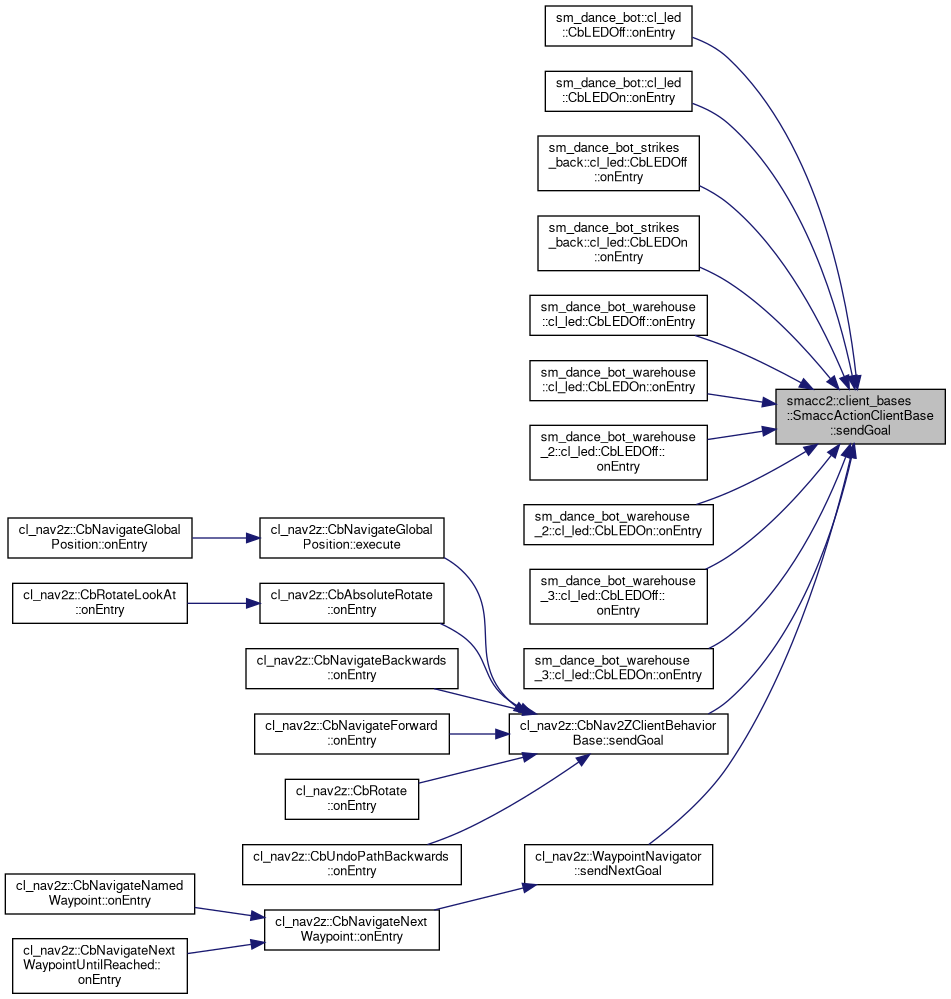 sm_dance_bot::cl_led
::CbLEDOff::onEntry
sm_dance_bot::cl_led
::CbLEDOn::onEntry
sm_dance_bot_strikes
_back::cl_led::CbLEDOff
::onEntry
sm_dance_bot_strikes
_back::cl_led::CbLEDOn
::onEntry
sm_dance_bot_warehouse
::cl_led::CbLEDOff::onEntry
sm_dance_bot_warehouse
::cl_led::CbLEDOn::onEntry
smacc2::client_bases
::SmaccActionClientBase
::sendGoal
sm_dance_bot_warehouse
_2::cl_led::CbLEDOff::
onEntry
sm_dance_bot_warehouse
_2::cl_led::CbLEDOn::onEntry
cl_nav2z::CbNavigateGlobal
Position::onEntry
cl_nav2z::CbNavigateGlobal
Position::execute
sm_dance_bot_warehouse
_3::cl_led::CbLEDOff::
onEntry
cl_nav2z::CbRotateLookAt
::onEntry
cl_nav2z::CbAbsoluteRotate
::onEntry
cl_nav2z::CbNavigateBackwards
::onEntry
sm_dance_bot_warehouse
_3::cl_led::CbLEDOn::onEntry
cl_nav2z::CbNavigateForward
::onEntry
cl_nav2z::CbNav2ZClientBehavior
Base::sendGoal
cl_nav2z::CbRotate
::onEntry
cl_nav2z::CbUndoPathBackwards
::onEntry
cl_nav2z::WaypointNavigator
::sendNextGoal
cl_nav2z::CbNavigateNamed
Waypoint::onEntry
cl_nav2z::CbNavigateNext
Waypoint::onEntry
cl_nav2z::CbNavigateNext
WaypointUntilReached::
onEntry